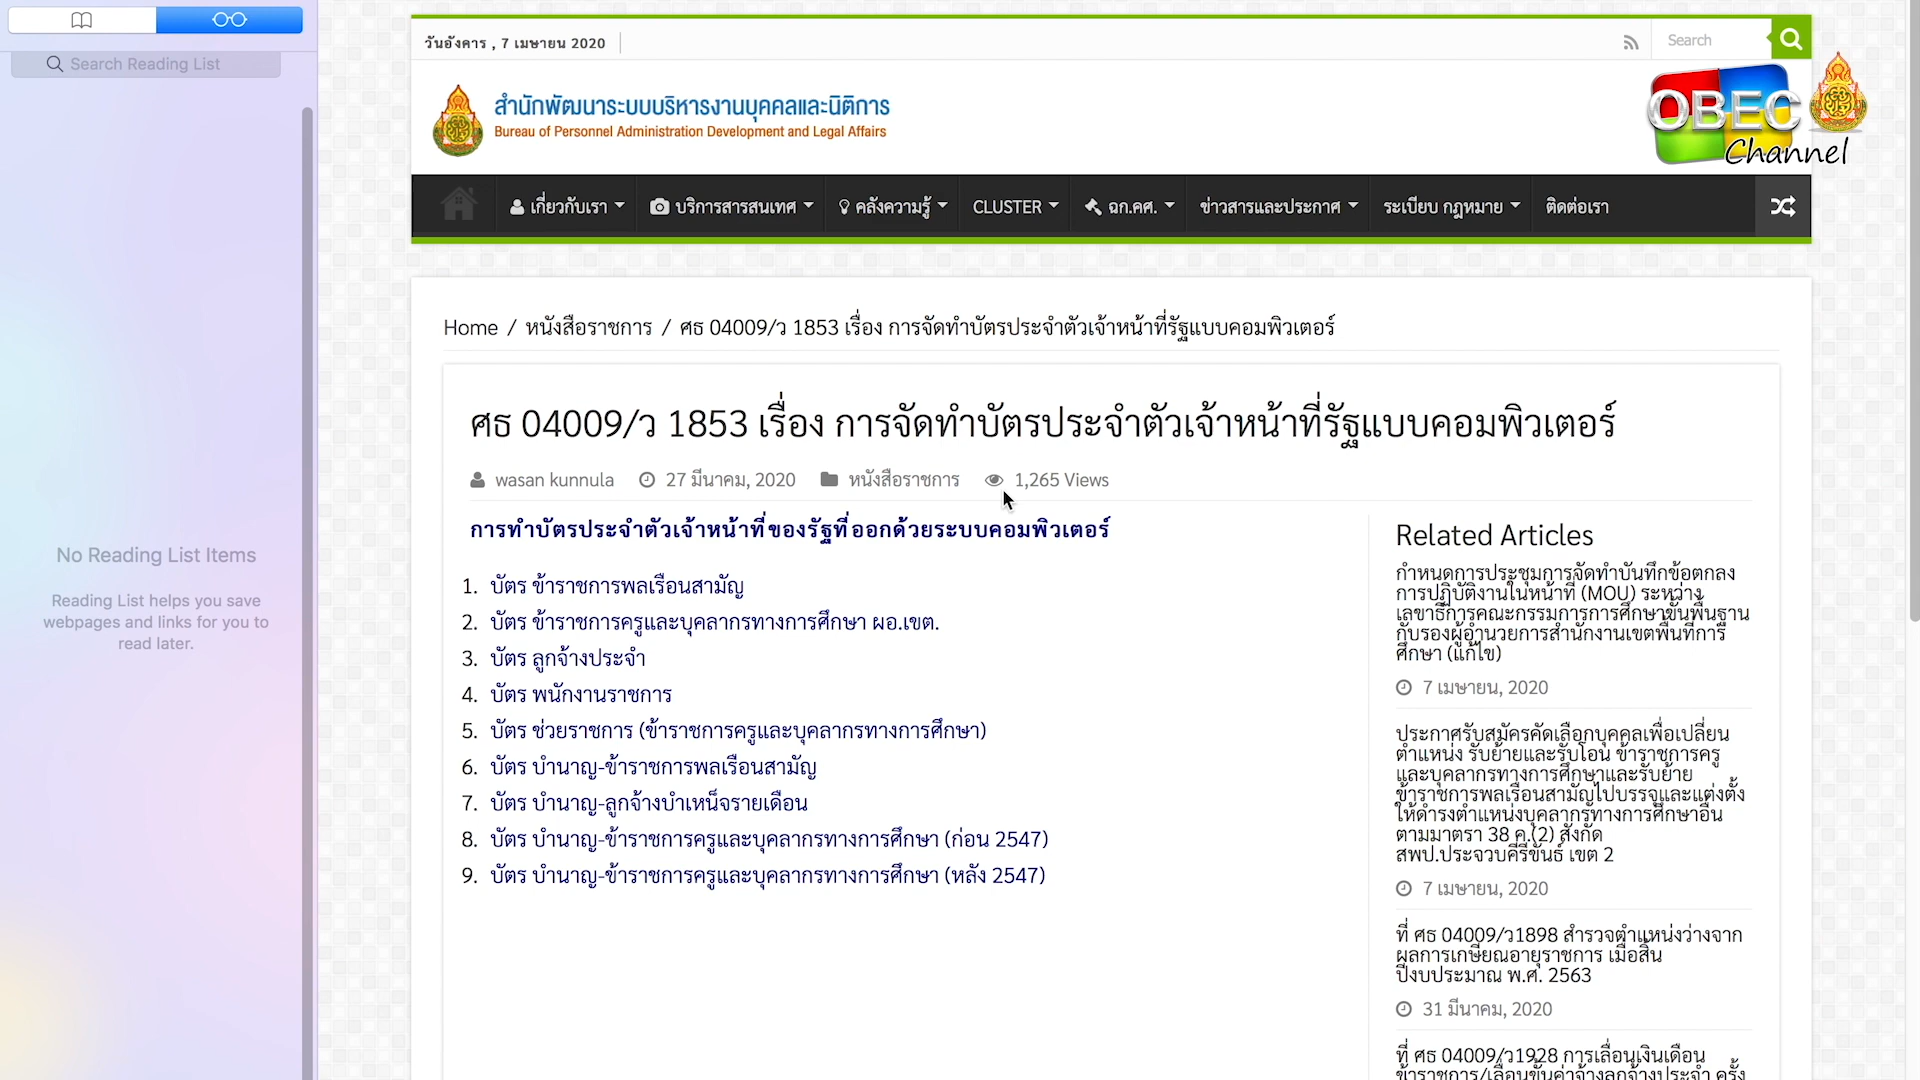 วันอังคาร , 7 เมษายน 2020
Search
Search Reading List
OBEC
Channel
สำนักพัฒนาระบบบริหารงานบุคคลและนิติการ
Bureau of Personnel Administration Development and Legal Affairs
เกี่ยวกับเรา บริการสารสนเทศ คลังความรู้ CLUSTER ฉก.คศ. ข่าวสารและประกาศ ระเบียบ กฎหมาย ติดต่อเรา
Home / หนังสือราชการ / ศธ 04009/ว 1853 เรื่อง การจัดทำบัตรประจำตัวเจ้าหน้าที่รัฐแบบคอมพิวเตอร์
ศธ 04009/ว 1853 เรื่อง การจัดทำบัตรประจำตัวเจ้าหน้าที่รัฐแบบคอมพิวเตอร์
wasan kunnula 27 มีนาคม, 2020 หนังสือราชการ 1,265 Views
การทำบัตรประจำตัวเจ้าหน้าที่ของรัฐที่ออกด้วยระบบคอมพิวเตอร์
1. บัตร ข้าราชการพลเรือนสามัญ
2. บัตร ข้าราชการครูและบุคลากรทางการศึกษา ผอ.เขต.
3. บัตร ลูกจ้างประจำ
4. บัตร พนักงานราชการ
5. บัตร ช่วยราชการ (ข้าราชการครูและบุคลากรทางการศึกษา)
6. บัตร บำนาญ-ข้าราชการพลเรือนสามัญ
7. บัตร บำนาญ-ลูกจ้างบำเหน็จรายเดือน
8. บัตร บำนาญ-ข้าราชการครูและบุคลากรทางการศึกษา (ก่อน 2547)
9. บัตร บำนาญ-ข้าราชการครูและบุคลากรทางการศึกษา (หลัง 2547)
No Reading List Items
Reading List helps you save
webpages and links for you to
read later.
Related Articles
กำหนดการประชุมการจัดทำบันทึกข้อตกลง
การปฏิบัติงานในหน้าที่ (MOU) ระหว่าง
เลขาธิการคณะกรรมการการศึกษาขั้นพื้นฐาน
กับรองผู้อำนวยการสำนักงานเขตพื้นที่การ
ศึกษา (แก้ไข)
7 เมษายน, 2020
ประกาศรับสมัครคัดเลือกบุคคลเพื่อเปลี่ยน
ตำแหน่ง รับย้ายและรับโอน ข้าราชการครู
และบุคลากรทางการศึกษาและรับย้าย
ข้าราชการพลเรือนสามัญไปบรรจุและแต่งตั้ง
ให้ดำรงตำแหน่งบุคลากรทางการศึกษาอื่น
ตามมาตรา 38 ค.(2) สังกัด
สพป.ประจวบคีรีขันธ์ เขต 2
7 เมษายน, 2020
ที่ ศธ 04009/ว1898 สำรวจตำแหน่งว่างจาก
ผลการเกษียณอายุราชการ เมื่อสิ้น
ปีงบประมาณ พ.ศ. 2563
31 มีนาคม, 2020
ที่ ศธ 04009/ว1928 การเลื่อนเงินเดือน
ข้าราชการ/เลื่อนขั้นค่าจ้างลูกจ้างประจำ ครั้ง